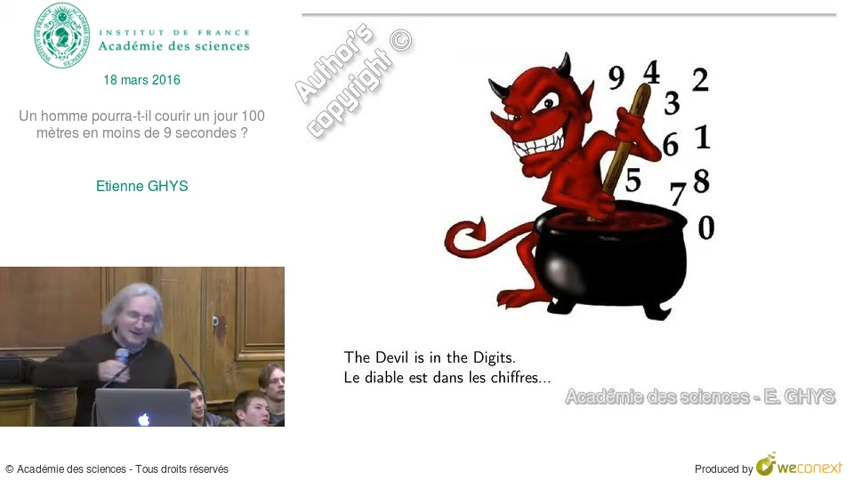 INSTITUT DE FRANCE
Académie des sciences
18 mars 2016
Un homme pourra-t-il courir un jour 100
mètres en moins de 9 secondes ?
Etienne GHYS
Author's
copyright ©
9 4 2
3
6 1
5 8
7
0
The Devil is in the Digits.
Le diable est dans les chiffres...
Académie des sciences - E. GHYS
© Académie des sciences - Tous droits réservés
Produced by weconext